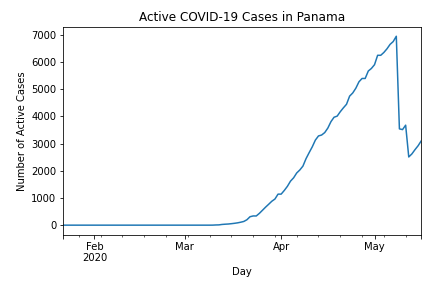 Active COVID-19 Cases in Panama
7000
6000
5000
4000
3000
2000
1000
0
Number of Active Cases
Feb
2020
Mar
Apr
May
Day